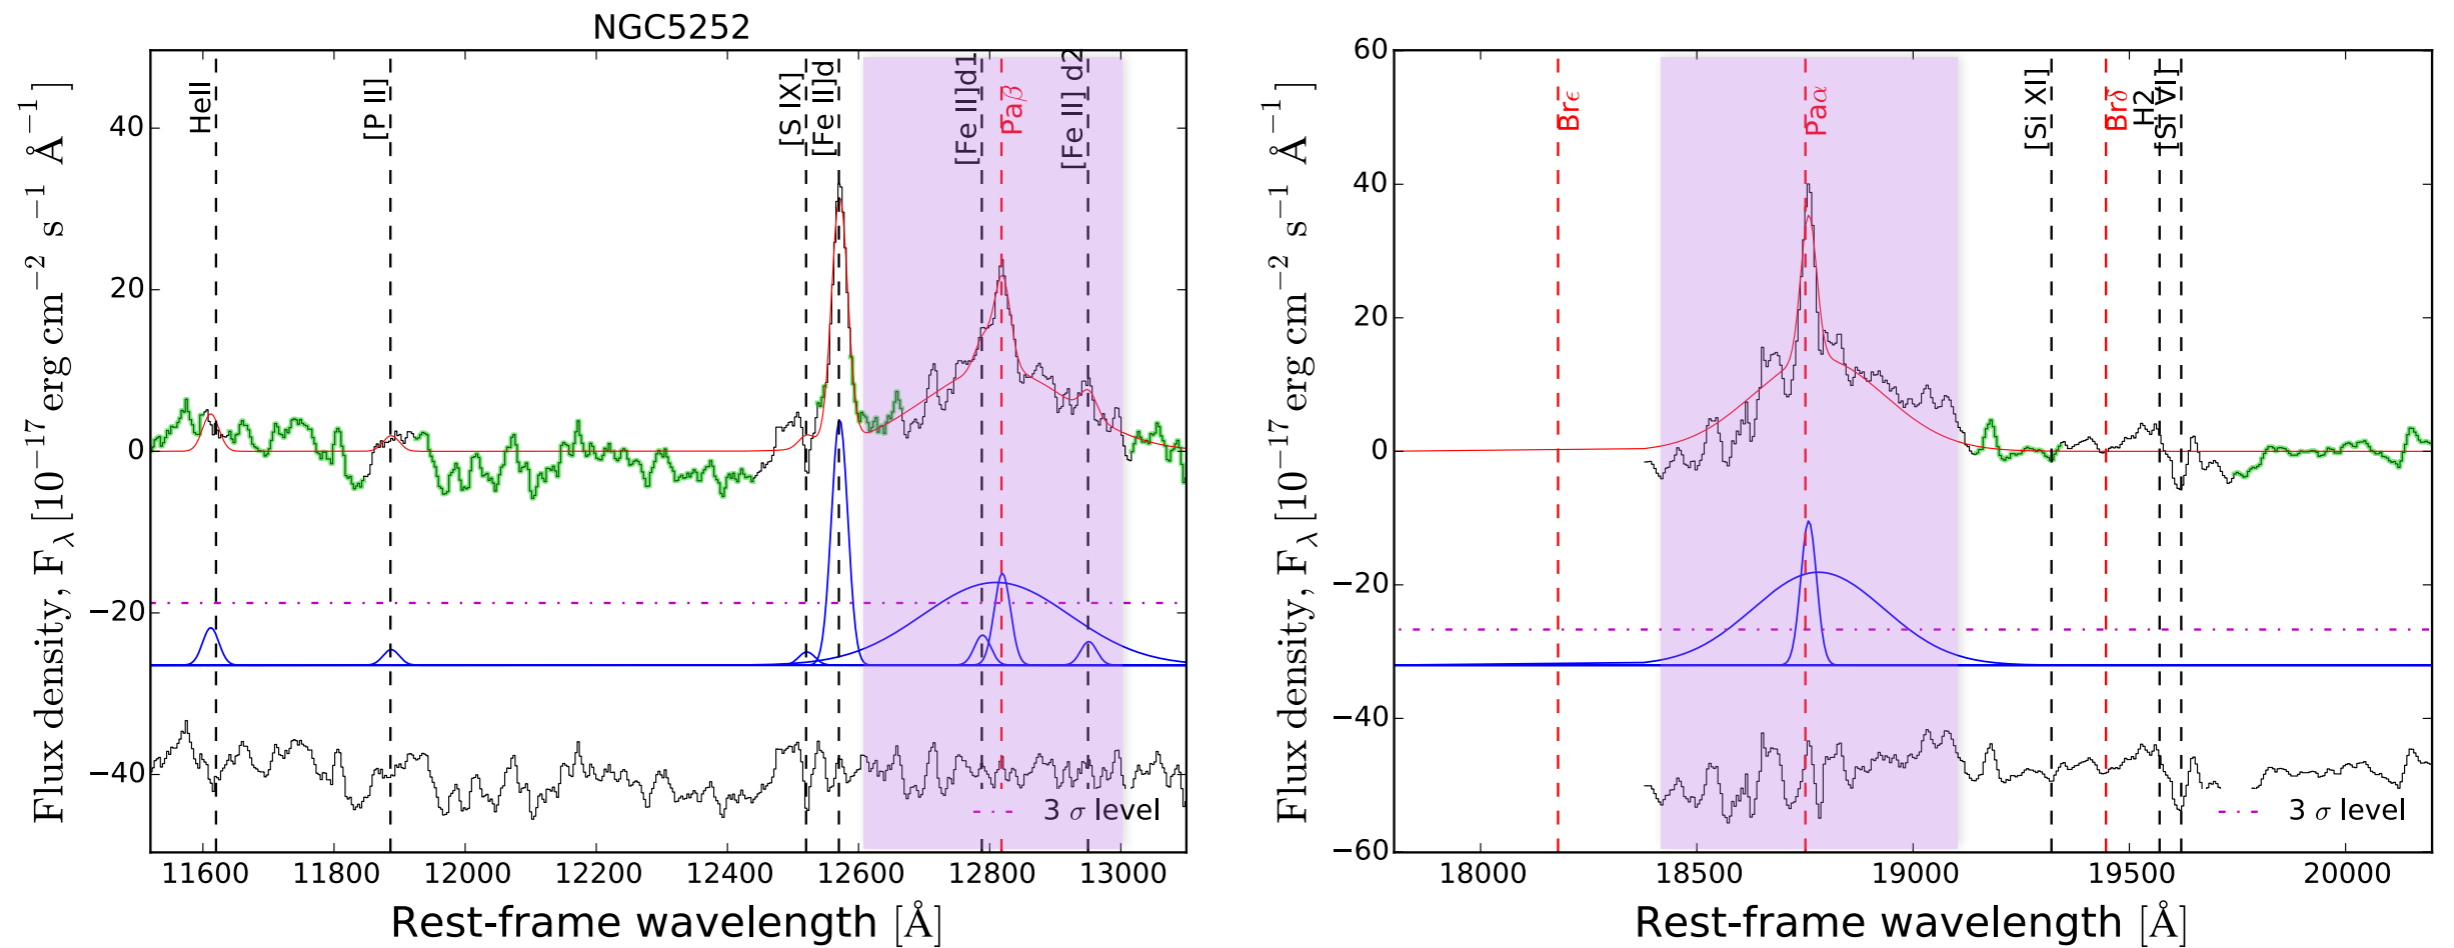 NGC5252
HeII
[P II]
[S IX]
[Fe II]d
[Fe II]d1
Paβ
[Fe II] d2
40
20
0
−20
−40
Flux density, F_λ [10^−17 erg cm^−2 s^−1 Å^−1]
3 σ level
11600 11800 12000 12200 12400 12600 12800 13000
Rest-frame wavelength [Å]
Brϵ
Paα
[Si XI]
Brδ
H2
[Si VI]
60
40
20
0
−20
−40
−60
Flux density, F_λ [10^−17 erg cm^−2 s^−1 Å^−1]
3 σ level
18000 18500 19000 19500 20000
Rest-frame wavelength [Å]